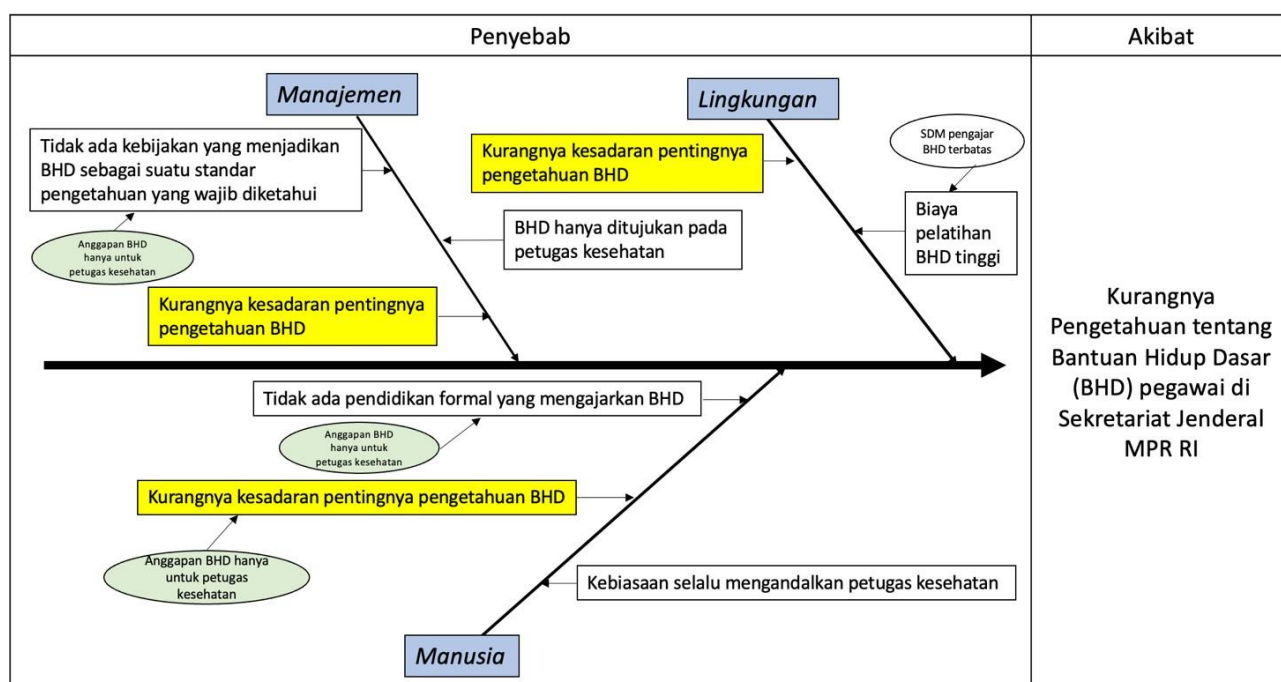 Penyebab
Akibat
Manajemen
Lingkungan
Tidak ada kebijakan yang menjadikan
BHD sebagai suatu standar
pengetahuan yang wajib diketahui
Anggapan BHD
hanya untuk
petugas kesehatan
BHD hanya ditujukan pada
petugas kesehatan
Kurangnya kesadaran pentingnya
pengetahuan BHD
Kurangnya kesadaran pentingnya
pengetahuan BHD
SDM pengajar
BHD terbatas
Biaya
pelatihan
BHD tinggi
Tidak ada pendidikan formal yang mengajarkan BHD
Anggapan BHD
hanya untuk
petugas kesehatan
Kurangnya kesadaran pentingnya pengetahuan BHD
Anggapan BHD hanya
untuk petugas
kesehatan
Kebiasaan selalu mengandalkan petugas kesehatan
Manusia
Kurangnya
Pengetahuan tentang
Bantuan Hidup Dasar
(BHD) pegawai di
Sekretariat Jenderal
MPR RI